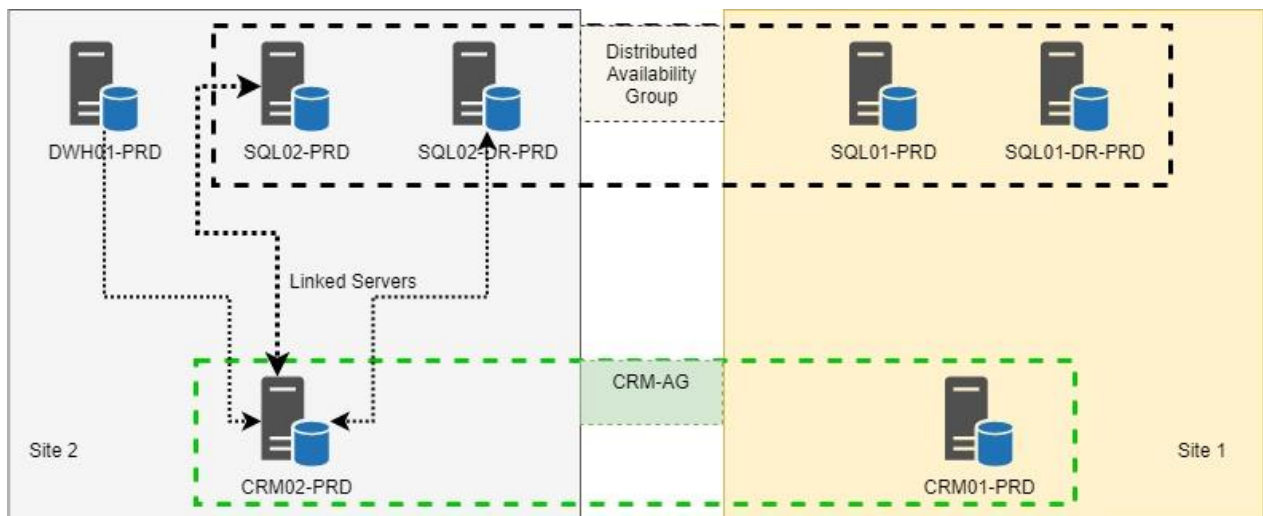 Distributed
Availability
Group
DWH01-PRD
SQL02-PRD
SQL02-DR-PRD
SQL01-PRD
SQL01-DR-PRD
Linked Servers
CRM-AG
Site 2
Site 1
CRM02-PRD
CRM01-PRD